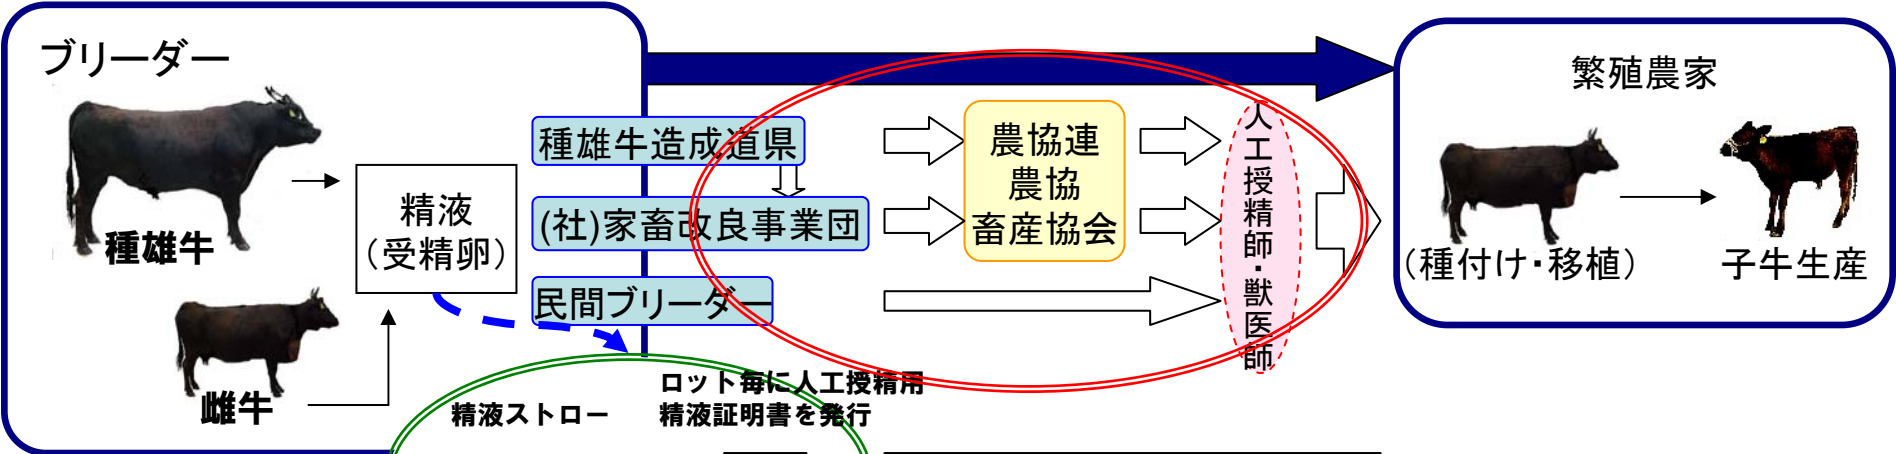 ブリーダー
種雄牛
雌牛
精液
(受精卵)
種雄牛造成道県
(社)家畜改良事業団
民間ブリーダー
農協連
農協
畜産協会
人工授精師・獣医師
繁殖農家
(種付け・移植)
子牛生産
精液ストロー
ロット毎に人工授精用
精液証明書を発行